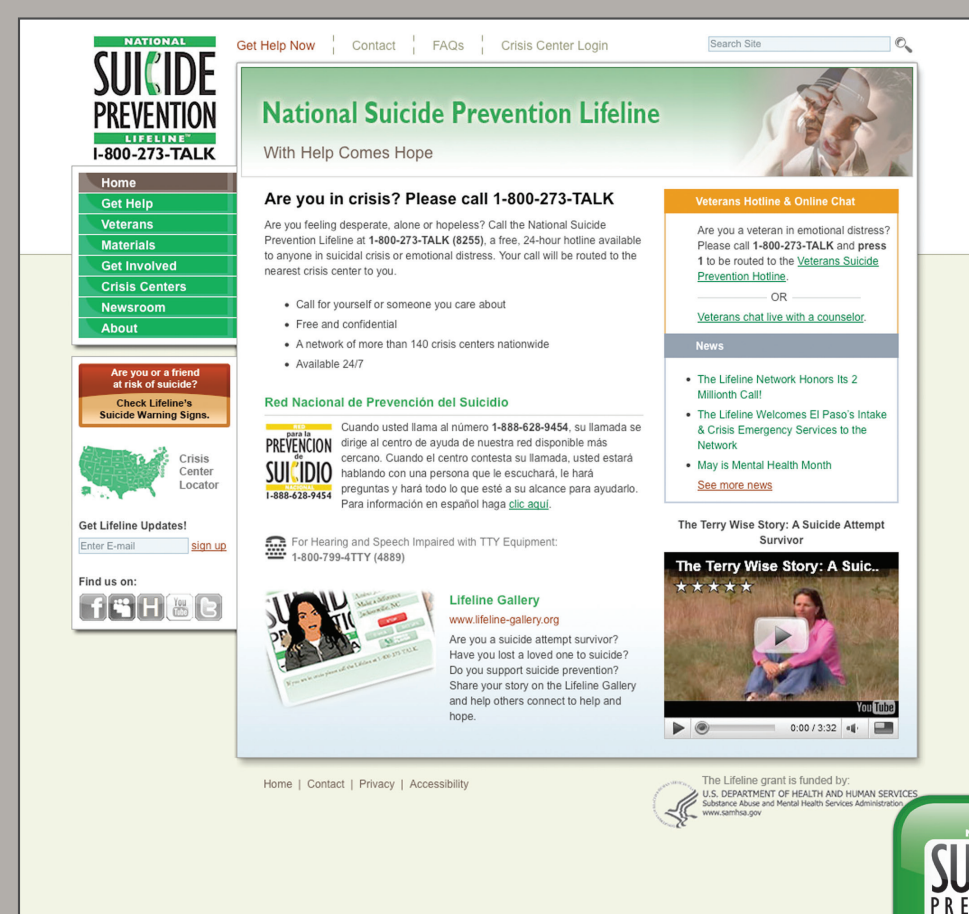 NATIONAL
SUICIDE
PREVENTION
LIFELINE™
1-800-273-TALK
Get Help Now
Contact
FAQs
Crisis Center Login
Search Site
National Suicide Prevention Lifeline
With Help Comes Hope
Home
Get Help
Veterans
Materials
Get Involved
Crisis Centers
Newsroom
About
Are you or a friend
at risk of suicide?
Check Lifeline's
Suicide Warning Signs.
Crisis
Center
Locator
Get Lifeline Updates!
Enter E-mail
sign up
Find us on:
f
H
You
Tube
t
Are you in crisis? Please call 1-800-273-TALK
Are you feeling desperate, alone or hopeless? Call the National Suicide
Prevention Lifeline at 1-800-273-TALK (8255), a free, 24-hour hotline available
to anyone in suicidal crisis or emotional distress. Your call will be routed to the
nearest crisis center to you.
• Call for yourself or someone you care about
• Free and confidential
• A network of more than 140 crisis centers nationwide
• Available 24/7
Red Nacional de Prevención del Suicidio
RED
para la
PREVENCION
de
SUICIDIO
NACIONAL
1-888-628-9454
Cuando usted llama al número 1-888-628-9454, su llamada se
dirige al centro de ayuda de nuestra red disponible más
cercano. Cuando el centro contesta su llamada, usted estará
hablando con una persona que le escuchará, le hará
preguntas y hará todo lo que esté a su alcance para ayudarlo.
Para información en español haga clic aquí.
For Hearing and Speech Impaired with TTY Equipment:
1-800-799-4TTY (4889)
Lifeline Gallery
www.lifeline-gallery.org
Are you a suicide attempt survivor?
Have you lost a loved one to suicide?
Do you support suicide prevention?
Share your story on the Lifeline Gallery
and help others connect to help and
hope.
Veterans Hotline & Online Chat
Are you a veteran in emotional distress?
Please call 1-800-273-TALK and press
1 to be routed to the Veterans Suicide
Prevention Hotline.
OR
Veterans chat live with a counselor.
News
• The Lifeline Network Honors Its 2
Millionth Call!
• The Lifeline Welcomes El Paso's Intake
& Crisis Emergency Services to the
Network
• May is Mental Health Month
See more news
The Terry Wise Story: A Suicide Attempt
Survivor
The Terry Wise Story: A Suic..
YouTube
0:00 / 3:32
Home | Contact | Privacy | Accessibility
The Lifeline grant is funded by:
U.S. DEPARTMENT OF HEALTH AND HUMAN SERVICES
Substance Abuse and Mental Health Services Administration
www.samhsa.gov
N
SU
PRE